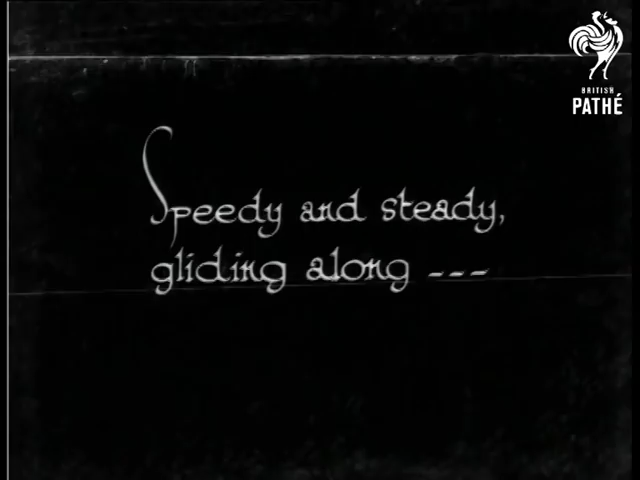 BRITISH
PATHÉ
Speedy and steady,
gliding along ---